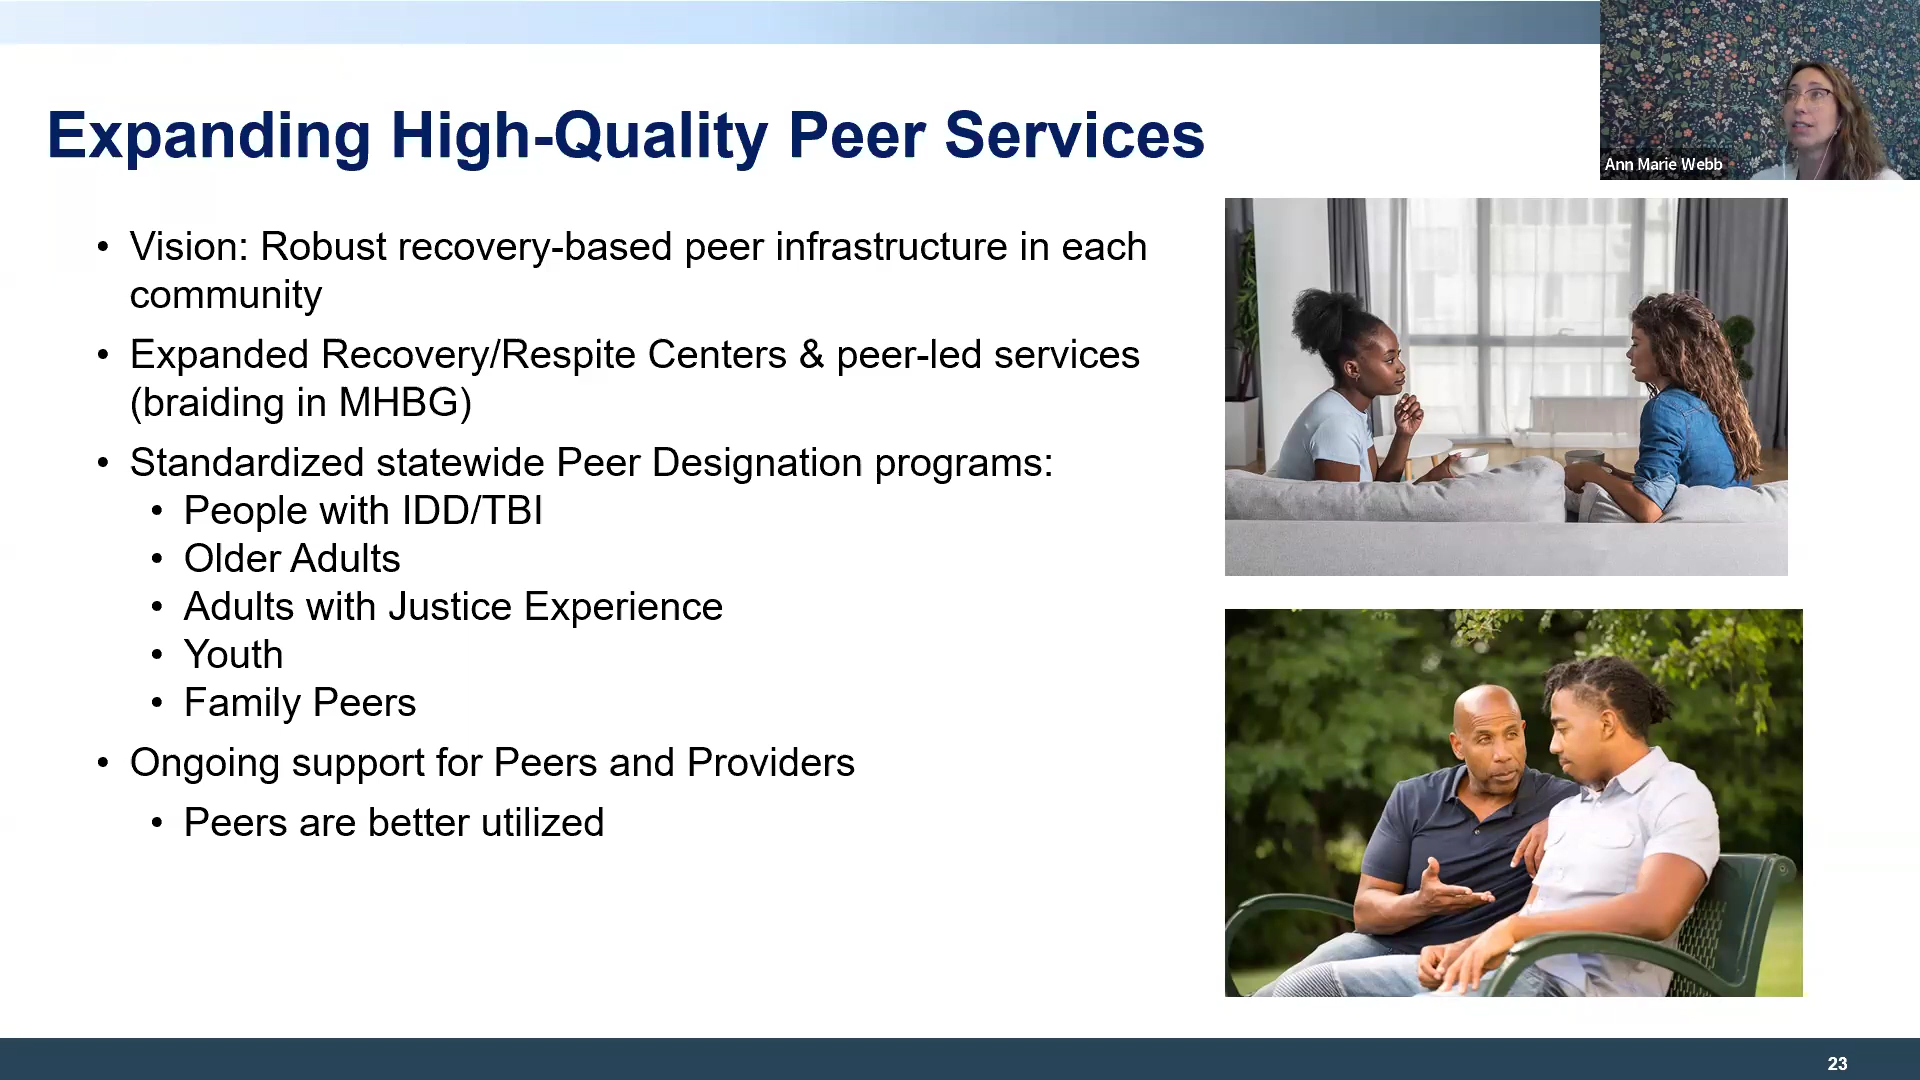 Expanding High-Quality Peer Services
Ann Marie Webb
• Vision: Robust recovery-based peer infrastructure in each
community
• Expanded Recovery/Respite Centers & peer-led services
(braiding in MHBG)
• Standardized statewide Peer Designation programs:
• People with IDD/TBI
• Older Adults
• Adults with Justice Experience
• Youth
• Family Peers
• Ongoing support for Peers and Providers
• Peers are better utilized
23